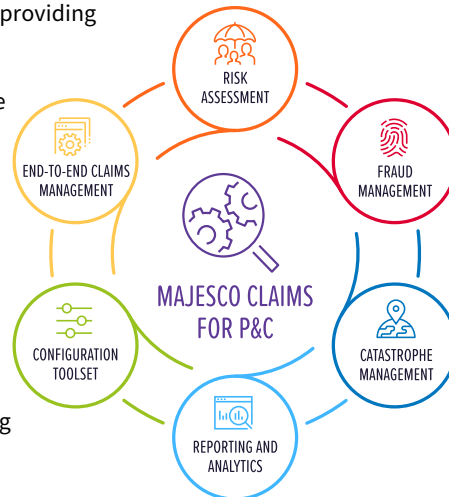 providing
RISK
ASSESSMENT
e
END-TO-END CLAIMS
MANAGEMENT
FRAUD
MANAGEMENT
MAJESCO CLAIMS
FOR P&C
CONFIGURATION
TOOLSET
CATASTROPHE
MANAGEMENT
g
REPORTING AND
ANALYTICS